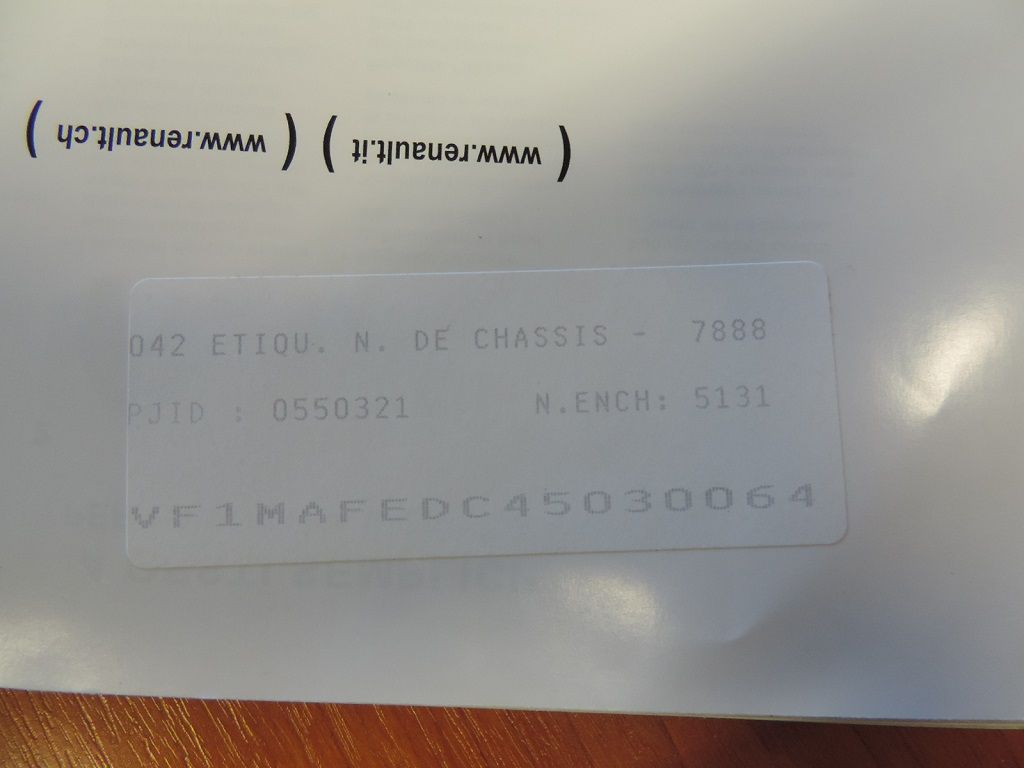 ( www.renault.it ) ( www.renault.ch )
042 ETIQU. N. DE CHASSIS - 7888
PJID : 0550321 N.ENCH: 5131
VF1MAFEDC45030064